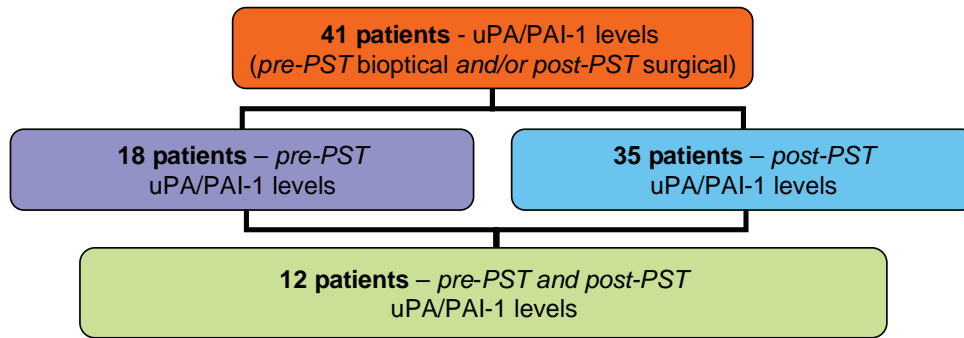 41 patients - uPA/PAI-1 levels
(pre-PST bioptical and/or post-PST surgical)
18 patients – pre-PST
uPA/PAI-1 levels
35 patients – post-PST
uPA/PAI-1 levels
12 patients – pre-PST and post-PST
uPA/PAI-1 levels